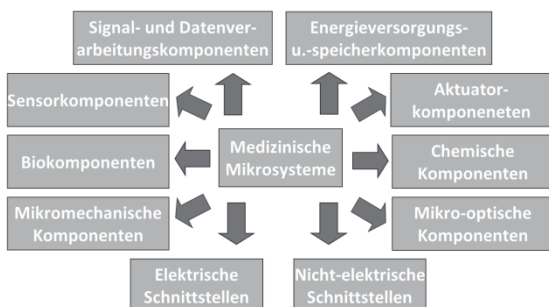 Signal- und Datenver-
arbeitungskomponenten
Energieversorgungs-
u.-speicherkomponenten
Sensorkomponenten
Aktuator-
komponeneten
Biokomponenten
Medizinische
Mikrosysteme
Chemische
Komponenten
Mikromechanische
Komponenten
Mikro-optische
Komponenten
Elektrische
Schnittstellen
Nicht-elektrische
Schnittstellen